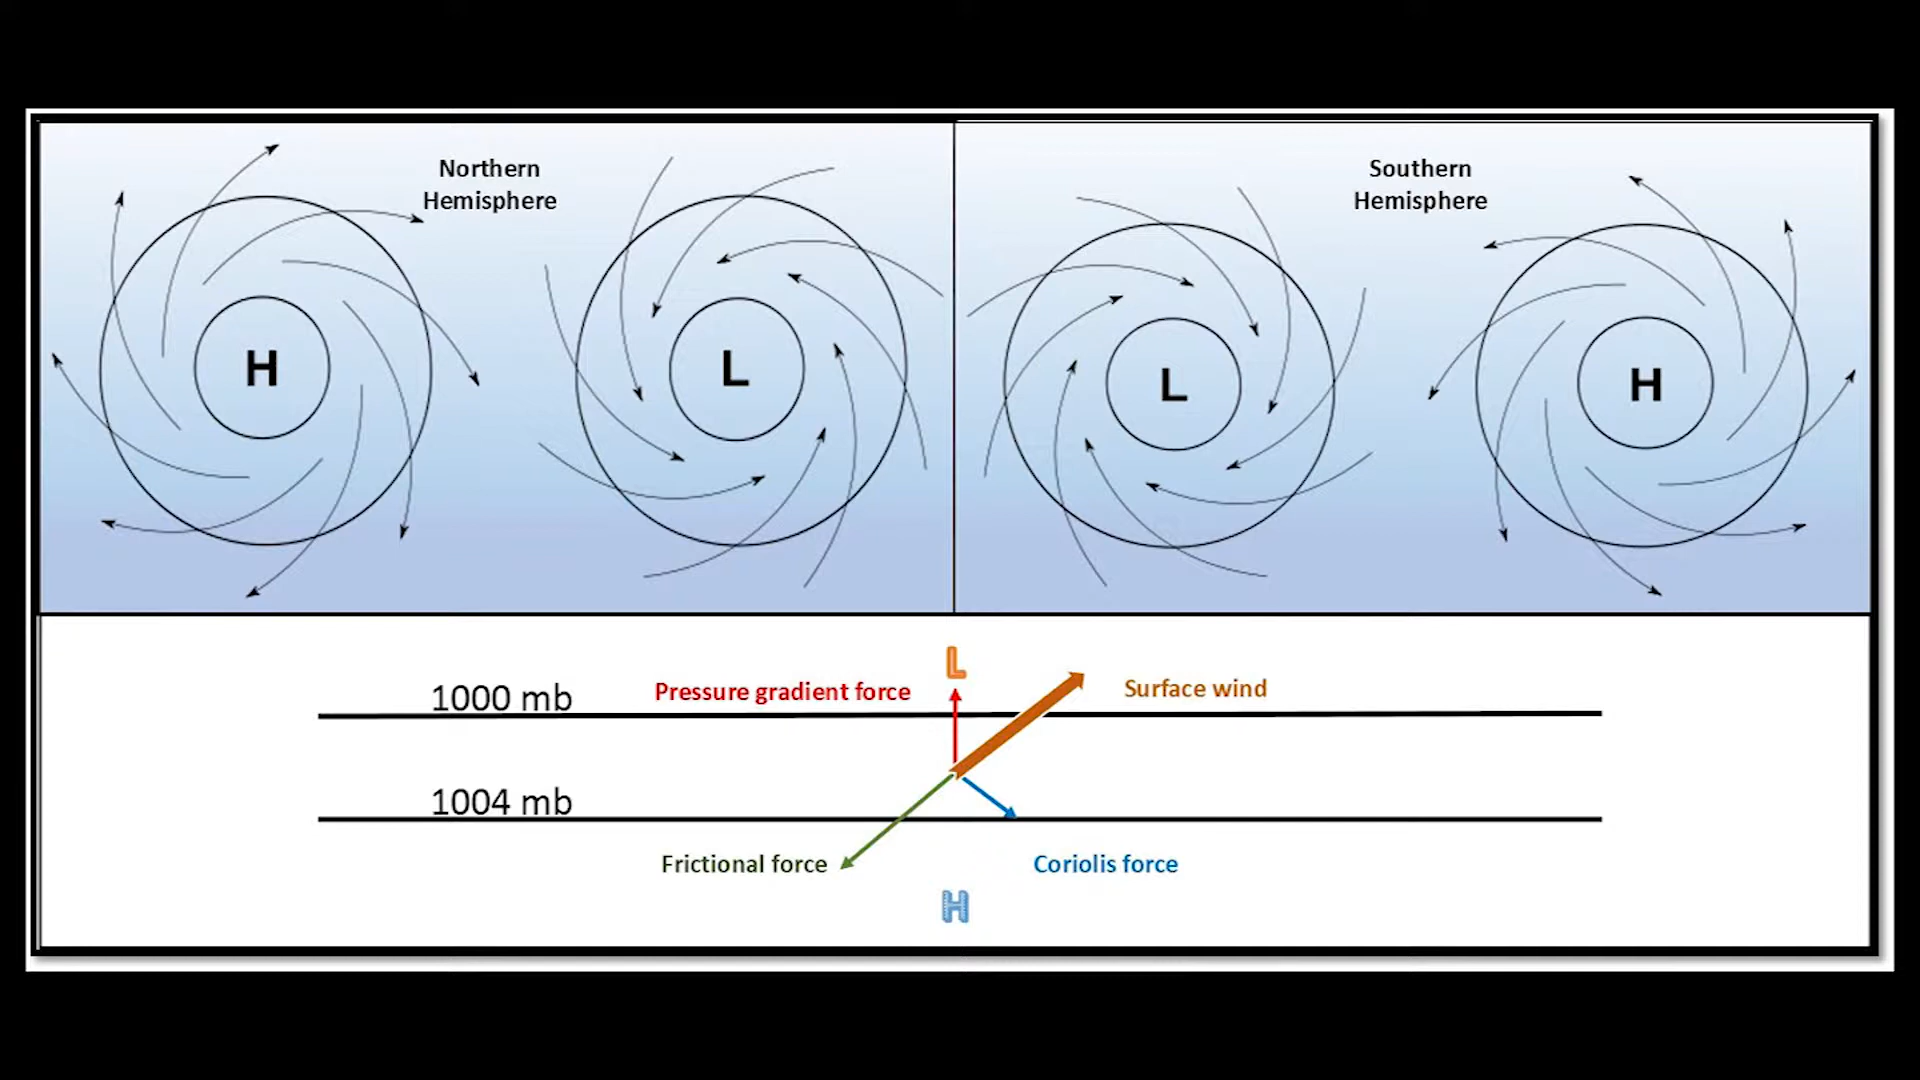 Northern
Hemisphere
Southern
Hemisphere
H
L
L
H
L
1000 mb
Pressure gradient force
Surface wind
1004 mb
Frictional force
Coriolis force
H